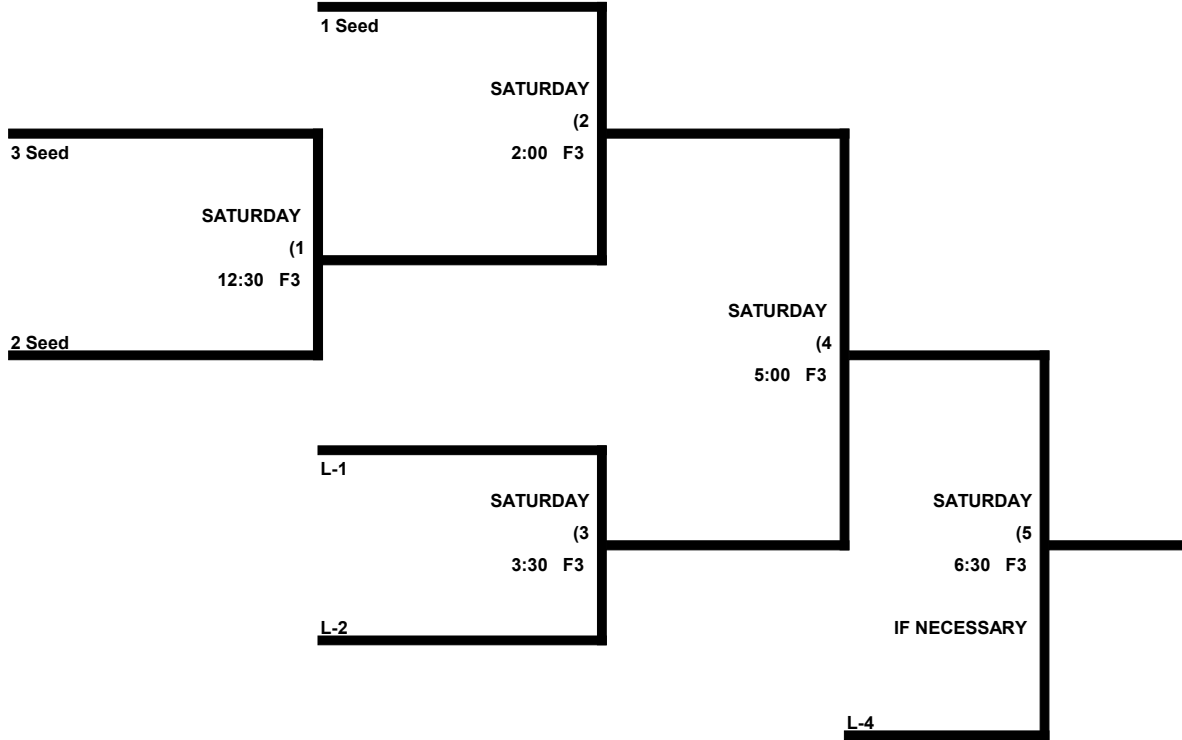 1 Seed
SATURDAY
(2
2:00 F3
3 Seed
SATURDAY
(1
12:30 F3
2 Seed
SATURDAY
(4
5:00 F3
L-1
SATURDAY
(3
3:30 F3
L-2
SATURDAY
(5
6:30 F3
IF NECESSARY
L-4